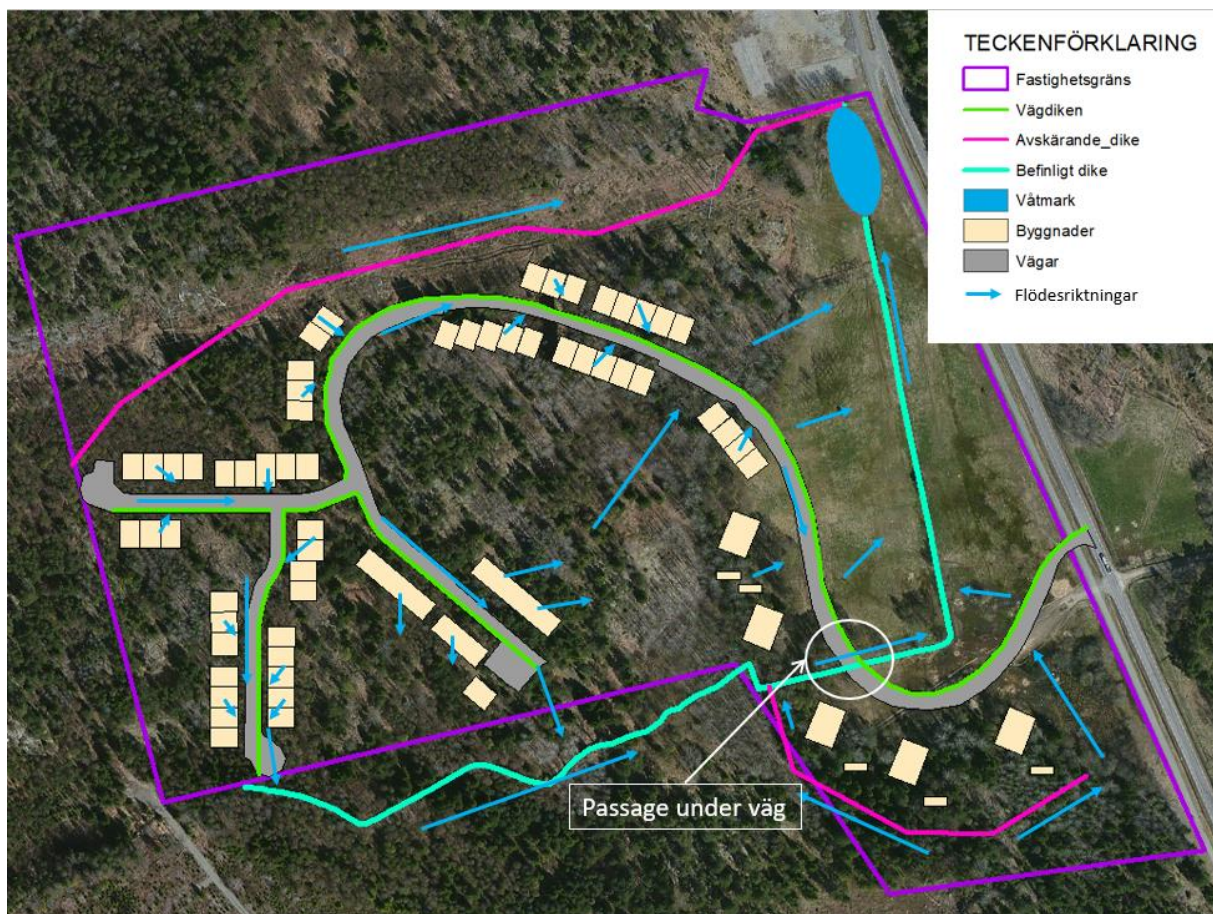 TECKENFÖRKLARING
Fastighetsgräns
Vägdiken
Avskärande_dike
Befinligt dike
Våtmark
Byggnader
Vägar
Flödesriktningar
Passage under väg